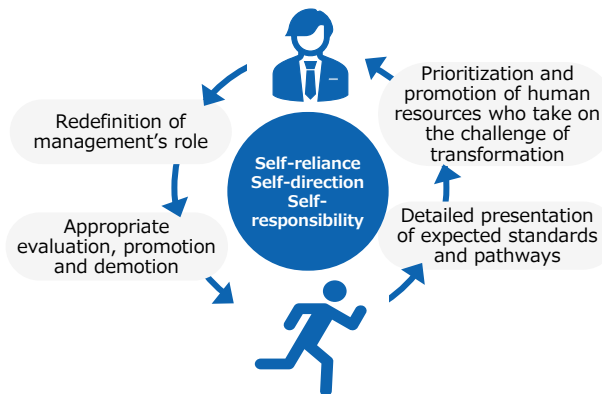 Redefinition of
management's role
Appropriate
evaluation, promotion
and demotion
Self-reliance
Self-direction
Self-
responsibility
Prioritization and
promotion of human
resources who take on
the challenge of
transformation
Detailed presentation
of expected standards
and pathways